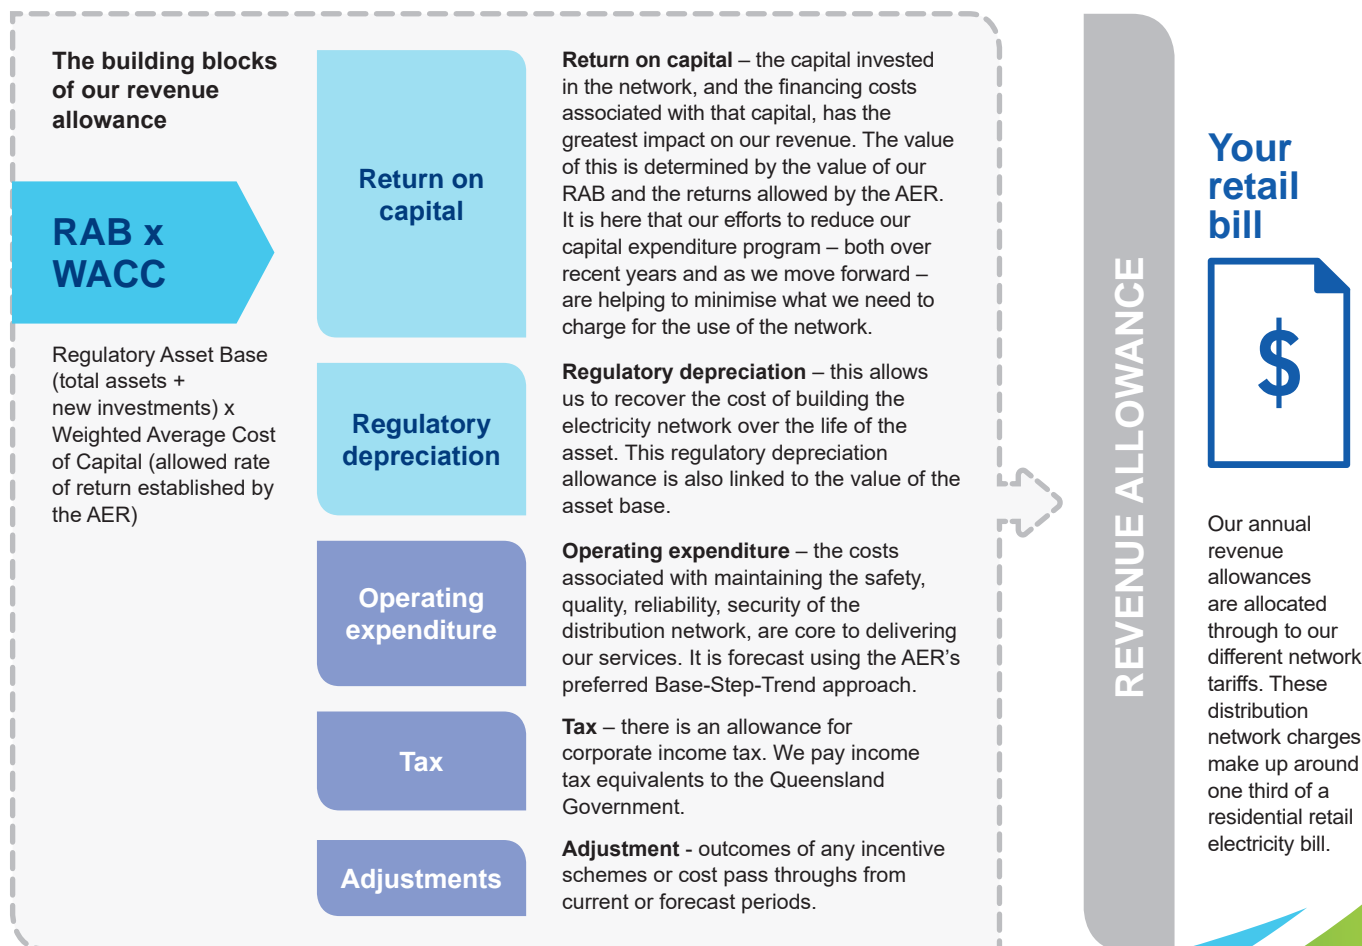 The building blocks
of our revenue
allowance
RAB x
WACC
Regulatory Asset Base
(total assets +
new investments) x
Weighted Average Cost
of Capital (allowed rate
of return established by
the AER)
Return on
capital
Return on capital – the capital invested
in the network, and the financing costs
associated with that capital, has the
greatest impact on our revenue. The value
of this is determined by the value of our
RAB and the returns allowed by the AER.
It is here that our efforts to reduce our
capital expenditure program – both over
recent years and as we move forward –
are helping to minimise what we need to
charge for the use of the network.
Regulatory
depreciation
Regulatory depreciation – this allows
us to recover the cost of building the
electricity network over the life of the
asset. This regulatory depreciation
allowance is also linked to the value of the
asset base.
Operating
expenditure
Operating expenditure – the costs
associated with maintaining the safety,
quality, reliability, security of the
distribution network, are core to delivering
our services. It is forecast using the AER’s
preferred Base-Step-Trend approach.
Tax
Tax – there is an allowance for
corporate income tax. We pay income
tax equivalents to the Queensland
Government.
Adjustments
Adjustment - outcomes of any incentive
schemes or cost pass throughs from
current or forecast periods.
REVENUE ALLOWANCE
Your
retail
bill
$
Our annual
revenue
allowances
are allocated
through to our
different network
tariffs. These
distribution
network charges
make up around
one third of a
residential retail
electricity bill.